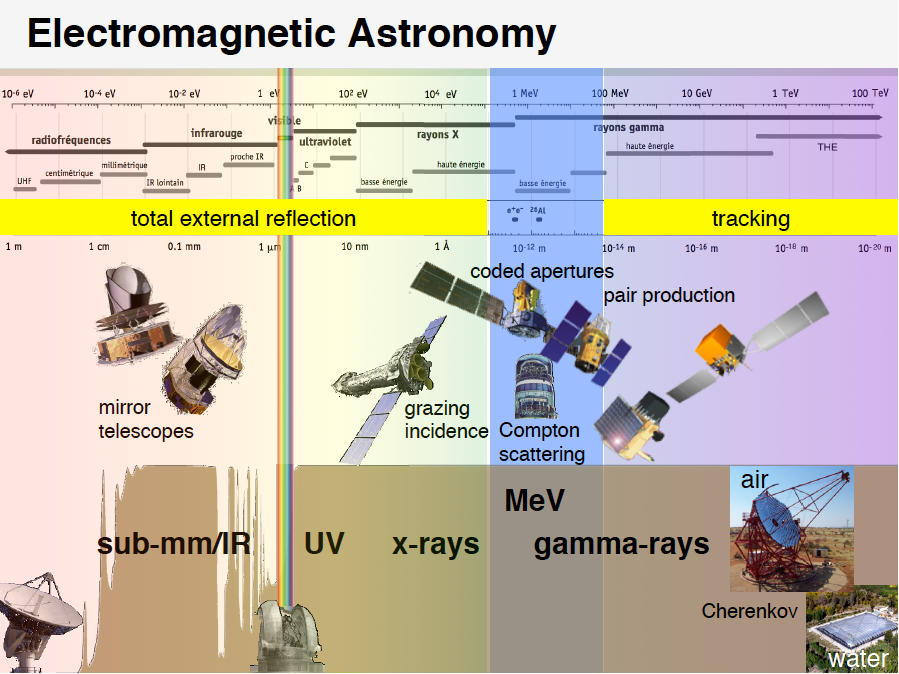 Electromagnetic Astronomy
10-6 eV 10-4 eV 10-2 eV 1 eV 10² eV 10⁴ eV 1 MeV 100 MeV 10 GeV 1 TeV 100 TeV
visible
radiofréquences infrarouge ultraviolet rayons X rayons gamma
THE
UHF centimétrique millimétrique IR lointain IR proche IR
A B C
basse énergie haute énergie basse énergie haute énergie
total external reflection
e+e- 26Al
tracking
1 m 1 cm 0.1 mm 1 µm 10 nm 1 Å 10-12 m 10-14 m 10-16 m 10-18 m 10-20 m
coded apertures
pair production
mirror
telescopes
grazing
incidence
Compton
scattering
air
MeV
sub-mm/IR UV x-rays gamma-rays
Cherenkov
water